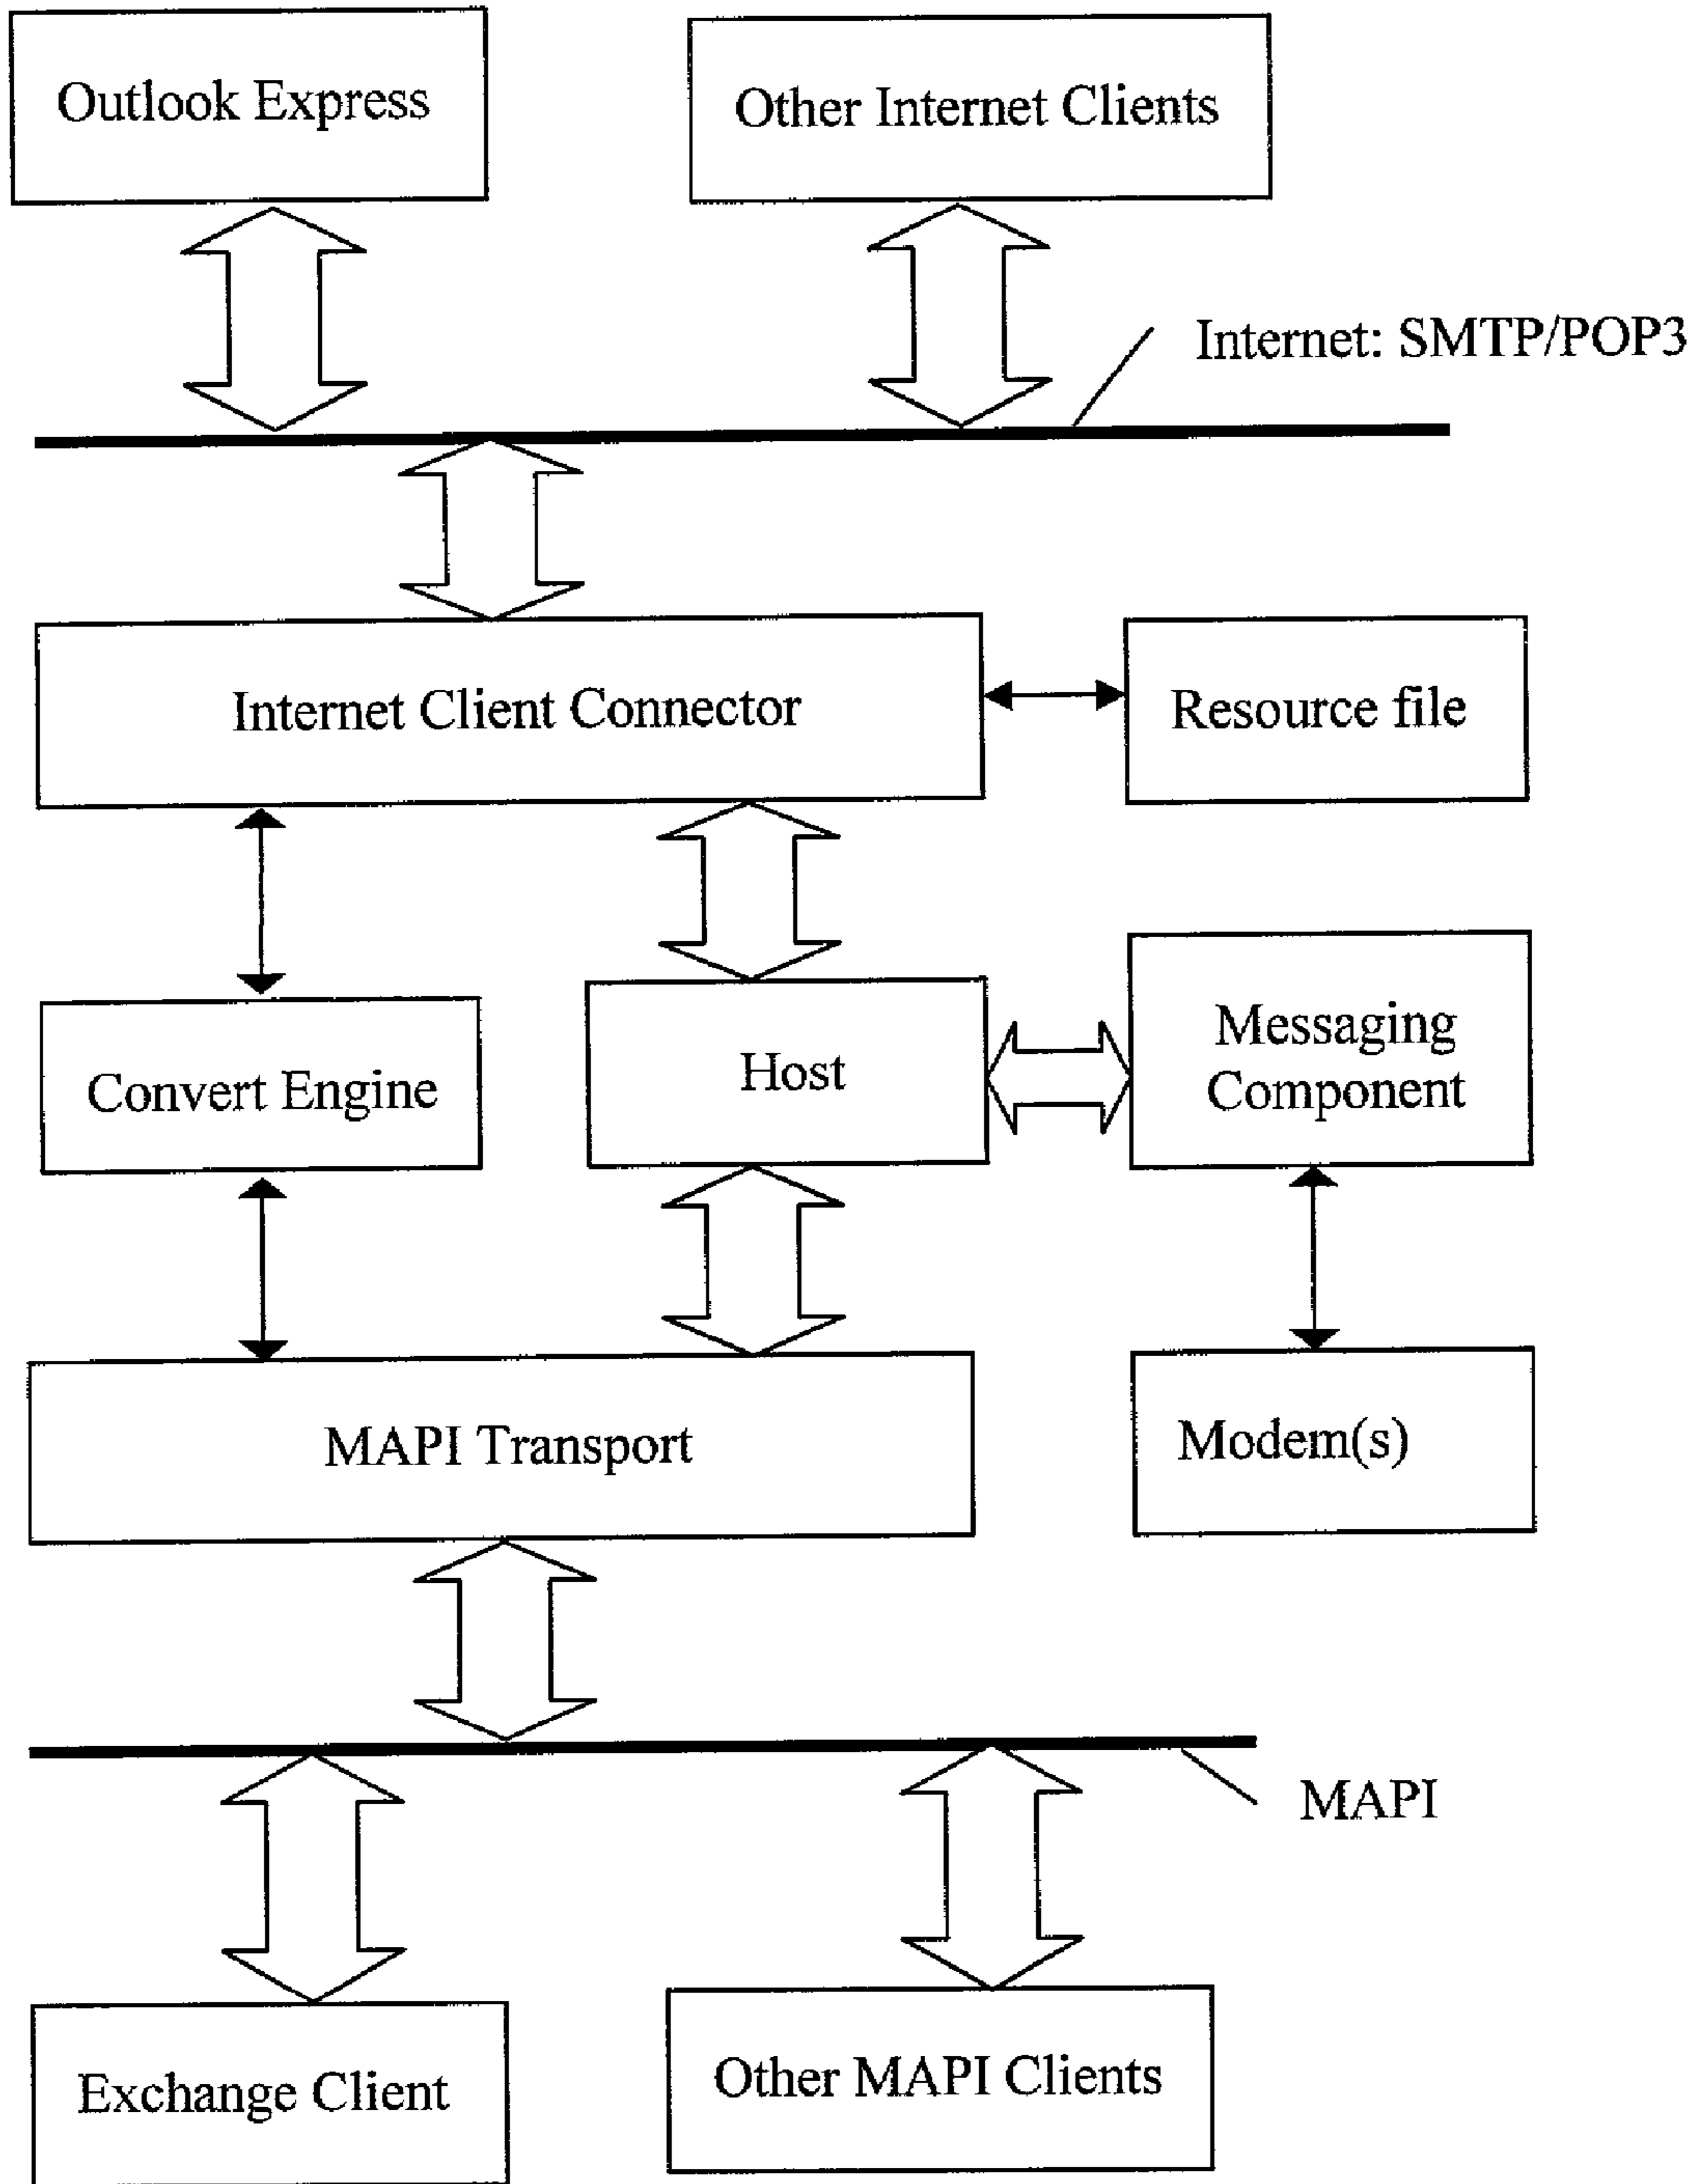 Outlook Express
Other Internet Clients
Internet: SMTP/POP3
Internet Client Connector
Resource file
Convert Engine
Host
Messaging
Component
MAPI Transport
Modem(s)
MAPI
Exchange Client
Other MAPI Clients